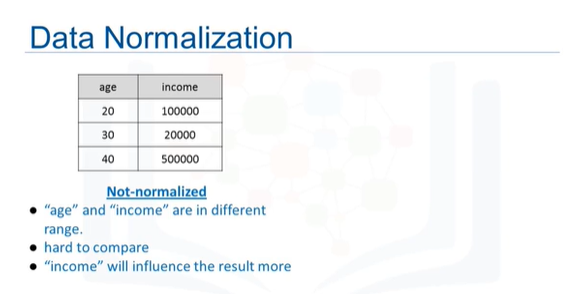 Data Normalization
age income
20 100000
30 20000
40 500000
Not-normalized
● "age" and "income" are in different
range.
● hard to compare
● "income" will influence the result more